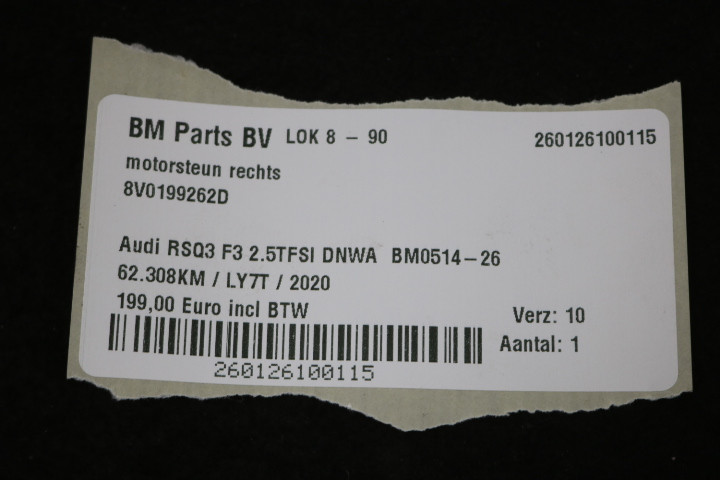 BM Parts BV LOK 8 - 90 260126100115
motorsteun rechts
8V0199262D
Audi RSQ3 F3 2.5TFSI DNWA BM0514-26
62.308KM / LY7T / 2020
199,00 Euro incl BTW
Verz: 10
Aantal: 1
260126100115